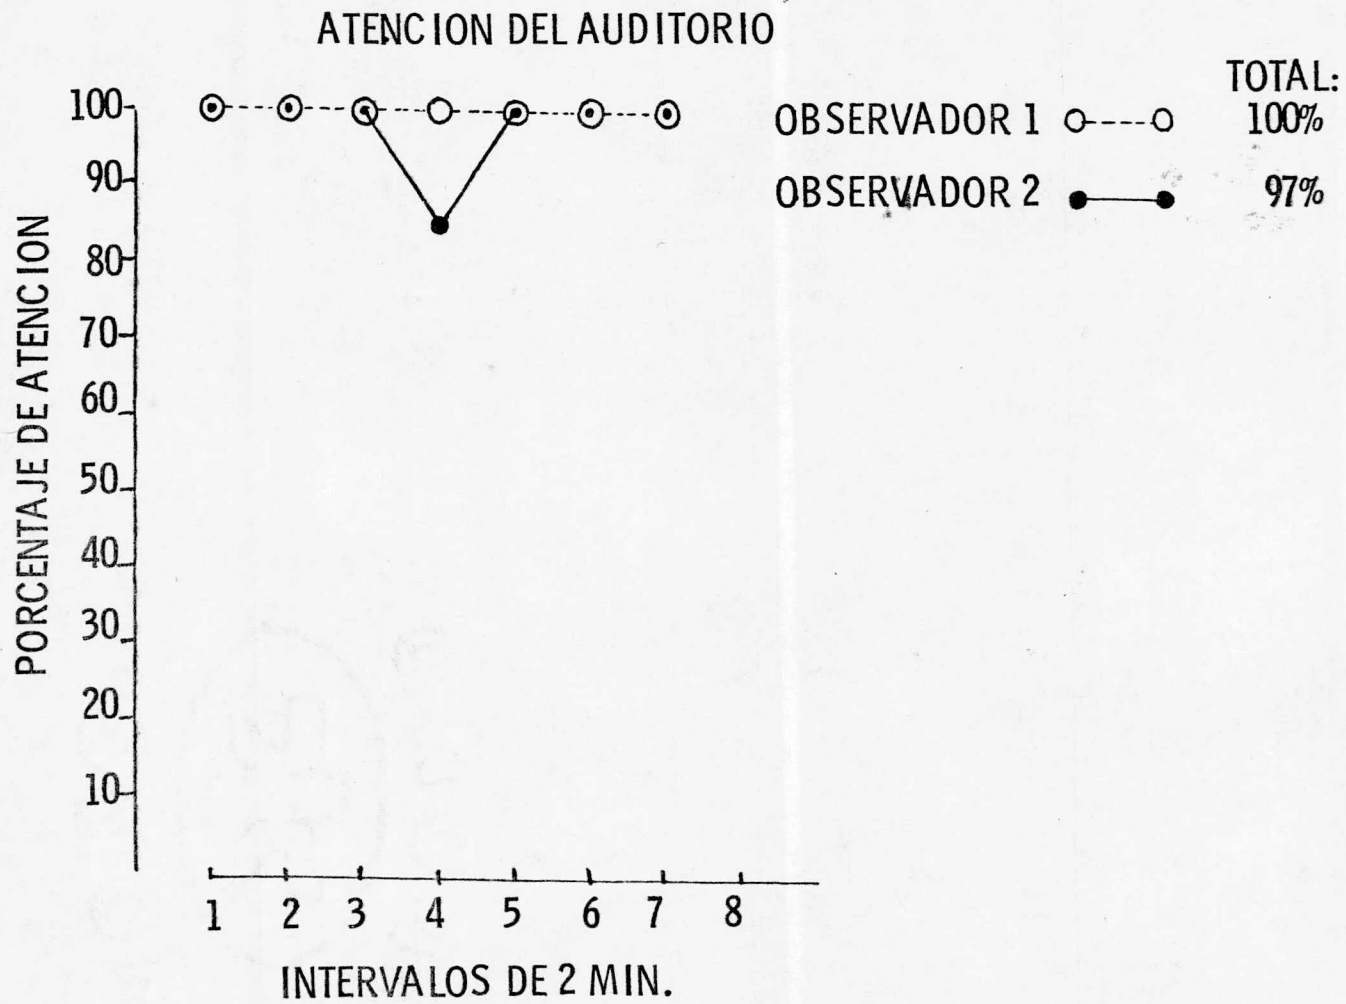 ATENCION DEL AUDITORIO
TOTAL:
OBSERVADOR 1 100%
OBSERVADOR 2 97%
PORCENTAJE DE ATENCION
100
90
80
70
60
50
40
30
20
10
1 2 3 4 5 6 7 8
INTERVALOS DE 2 MIN.